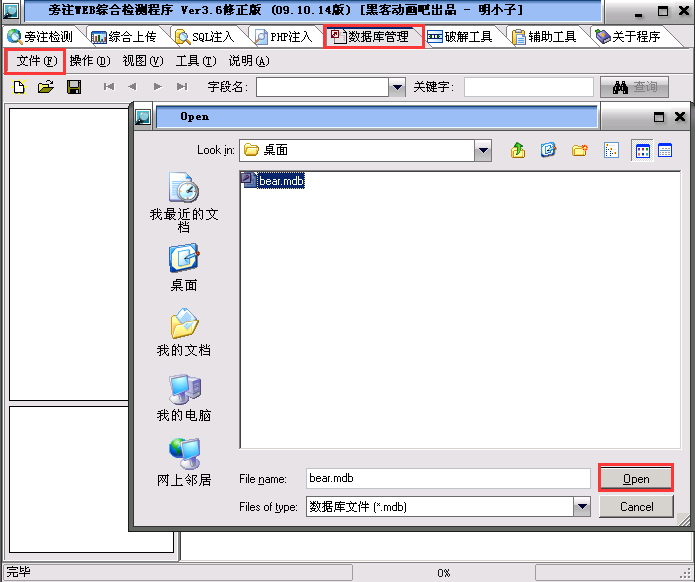 旁注WEB综合检测程序 Ver3.6修正版 (09.10.14版) [黑客动画吧出品 - 明小子]
旁注检测 综合上传 SQL注入 PHP注入 数据库管理 破解工具 辅助工具 关于程序
文件(F) 操作(D) 视图(V) 工具(T) 说明(A)
字段名: 关键字: 查询
Open
Look in: 桌面
bear.mdb
我最近的文
档
桌面
我的文档
我的电脑
网上邻居
File name: bear.mdb Open
Files of type: 数据库文件 (*.mdb) Cancel
完毕 0%